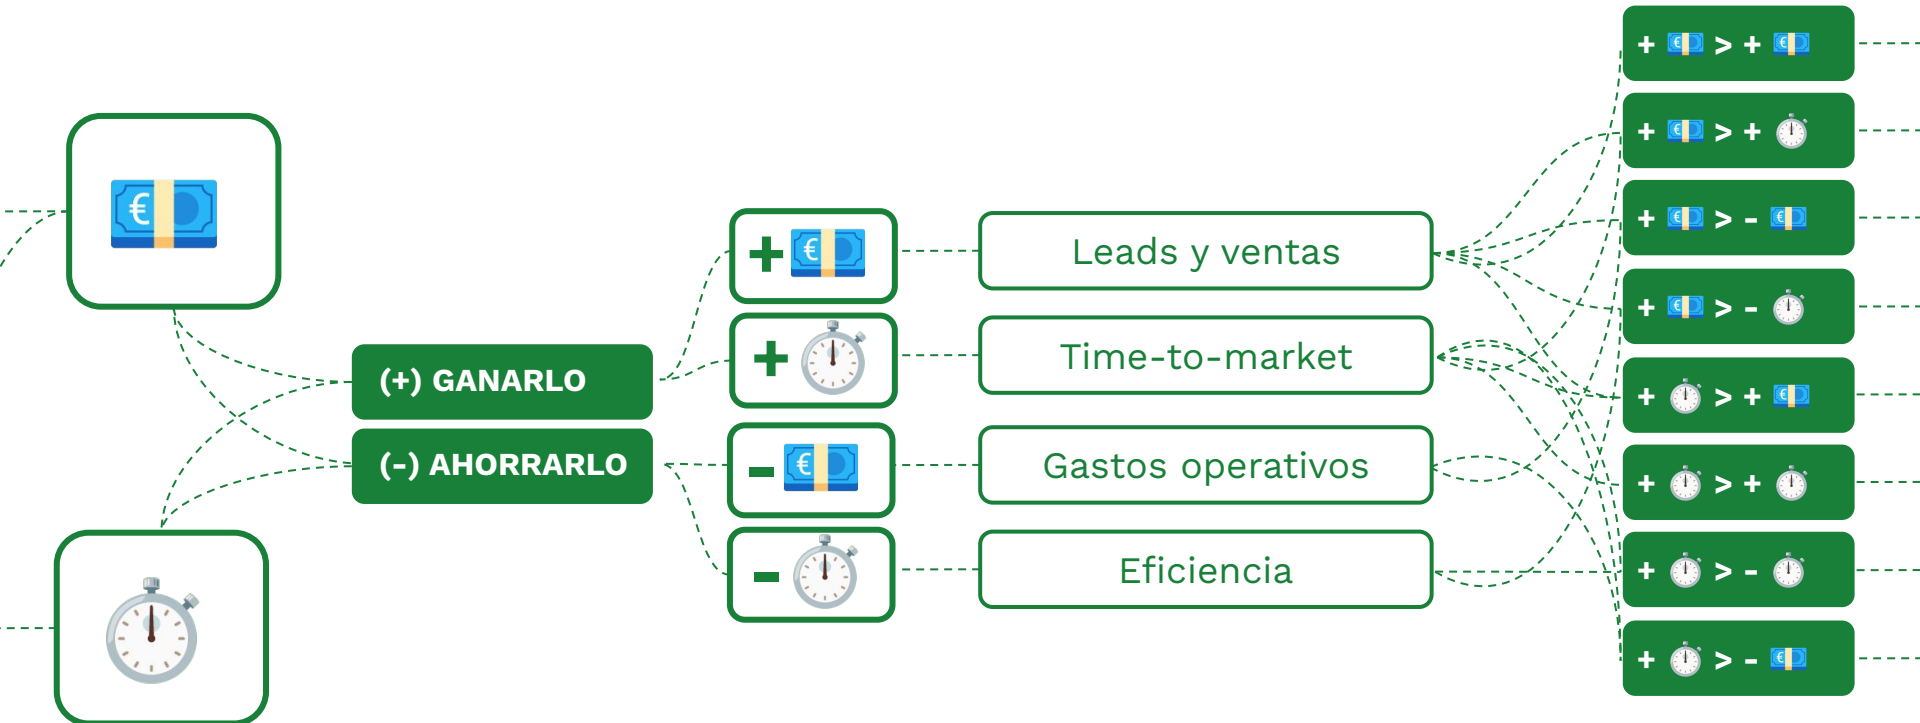 €
(+) GANARLO
(-) AHORRARLO
+ €
+
- €
-
Leads y ventas
Time-to-market
Gastos operativos
Eficiencia
+ € > + €
+ € > +
+ € > - €
+ € > -
+ > + €
+ > +
+ > -
+ > - €